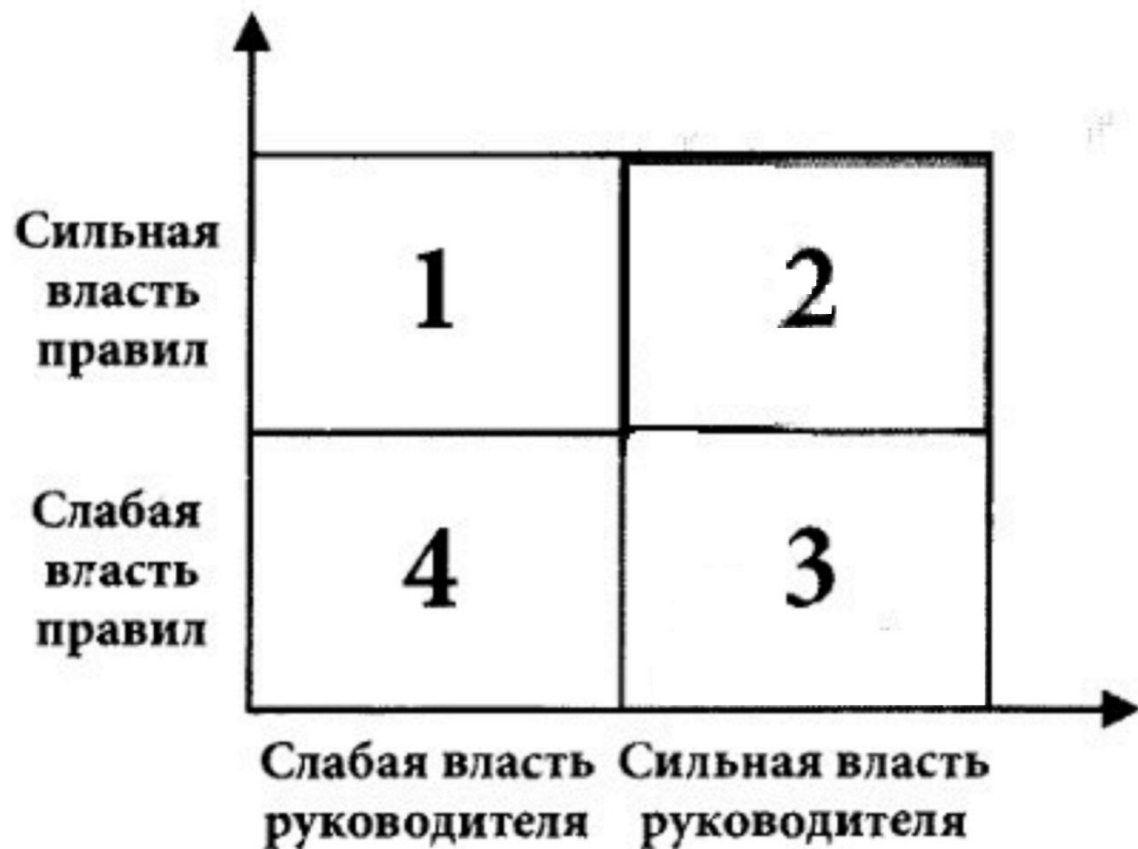 Сильная
власть
правил
1
2
Слабая
власть
правил
4
3
Слабая власть
руководителя
Сильная власть
руководителя